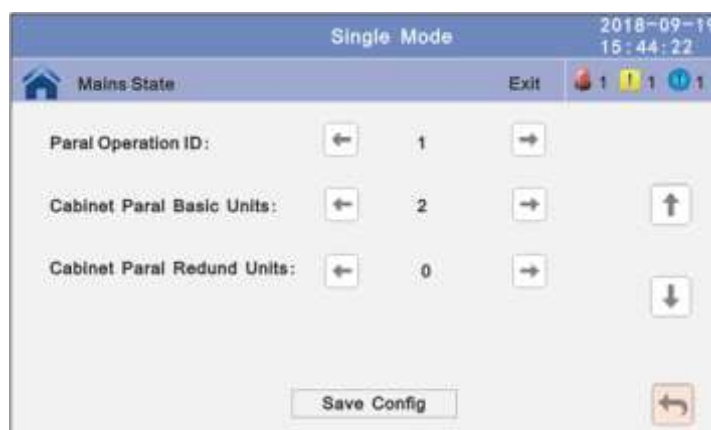 Single Mode
2018-09-19
15:44:22
Mains State
Exit
1
1
1
Paral Operation ID:
1
Cabinet Paral Basic Units:
2
Cabinet Paral Redund Units:
0
Save Config